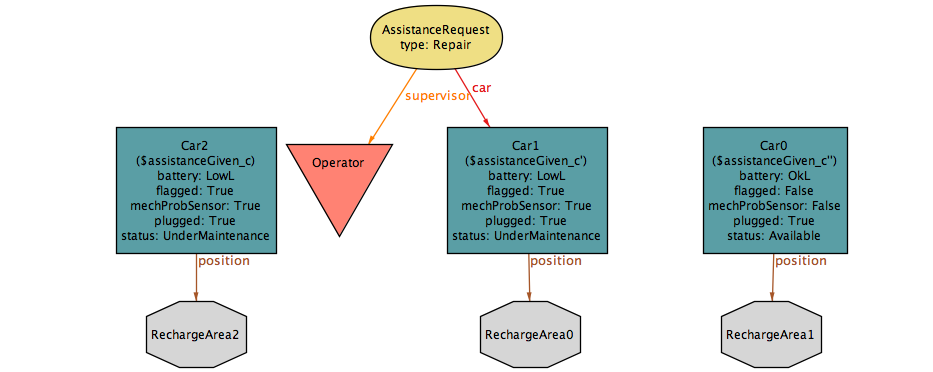 AssistanceRequest
type: Repair
supervisor
car
Car2
($assistanceGiven_c)
battery: LowL
flagged: True
mechProbSensor: True
plugged: True
status: UnderMaintenance
Operator
Car1
($assistanceGiven_c')
battery: LowL
flagged: True
mechProbSensor: True
plugged: True
status: UnderMaintenance
Car0
($assistanceGiven_c'')
battery: OkL
flagged: False
mechProbSensor: False
plugged: True
status: Available
position
position
position
RechargeArea2
RechargeArea0
RechargeArea1